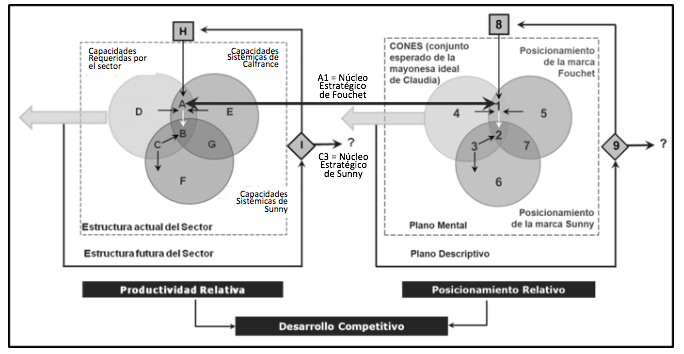 H
8
Capacidades
Requeridas por
el sector
Capacidades
Sistémicas de
Calfrance
A1 = Núcleo
Estratégico
de Fouchet
CONES (conjunto
esperado de la
mayonesa ideal
de Claudia)
Posicionamiento
de la marca
Fouchet
D
A
E
B
C
G
F
I
?
C3 = Núcleo
Estratégico
de Sunny
4
1
5
2
3
7
6
9
?
Capacidades
Sistémicas de
Sunny
Estructura actual del Sector
Estructura futura del Sector
Plano Mental
Posicionamiento
de la marca Sunny
Plano Descriptivo
Productividad Relativa
Posicionamiento Relativo
Desarrollo Competitivo